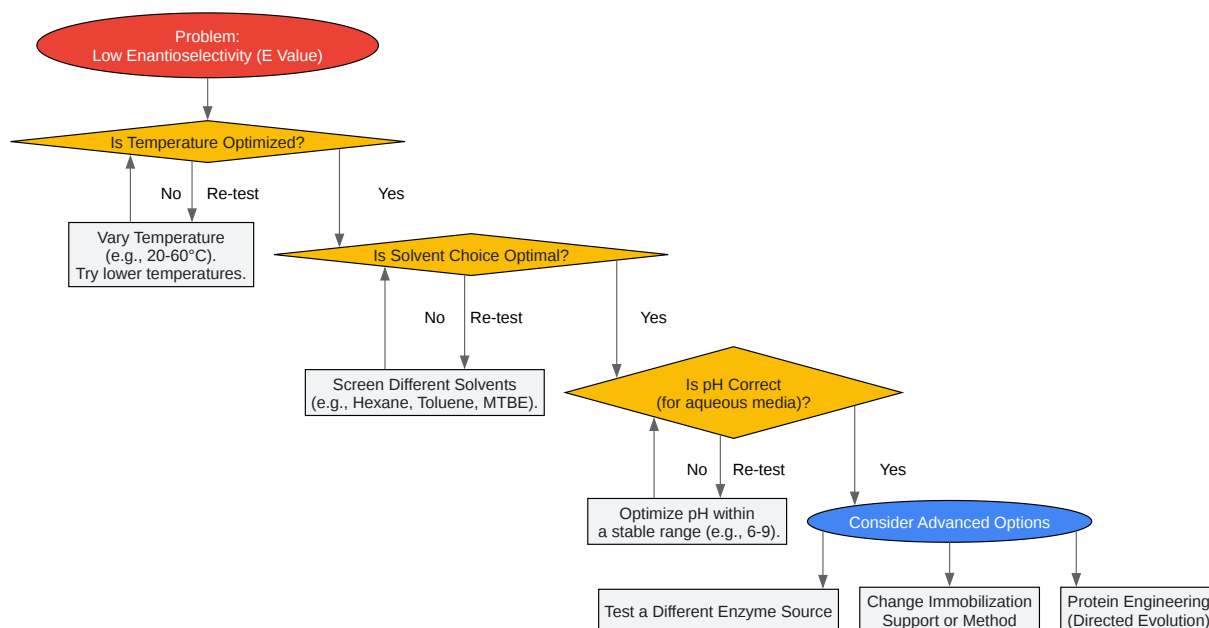 Problem:
Low Enantioselectivity (E Value)
Is Temperature Optimized?
No
Re-test
Yes
Vary Temperature
(e.g., 20-60°C).
Try lower temperatures.
Is Solvent Choice Optimal?
No
Re-test
Yes
Screen Different Solvents
(e.g., Hexane, Toluene, MTBE).
Is pH Correct
(for aqueous media)?
No
Re-test
Yes
Optimize pH within
a stable range (e.g., 6-9).
Consider Advanced Options
Test a Different Enzyme Source
Change Immobilization
Support or Method
Protein Engineering
(Directed Evolution)